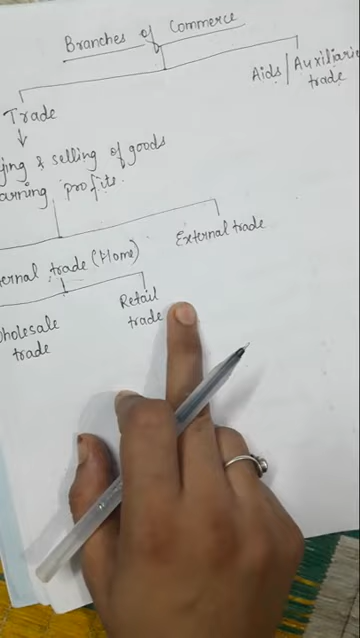 Branches of Commerce
Aids/Auxiliarie
trade
Trade
ying & selling of goods
arning profits.
External trade
ernal trade (Home)
Retail
trade
holesale
trade